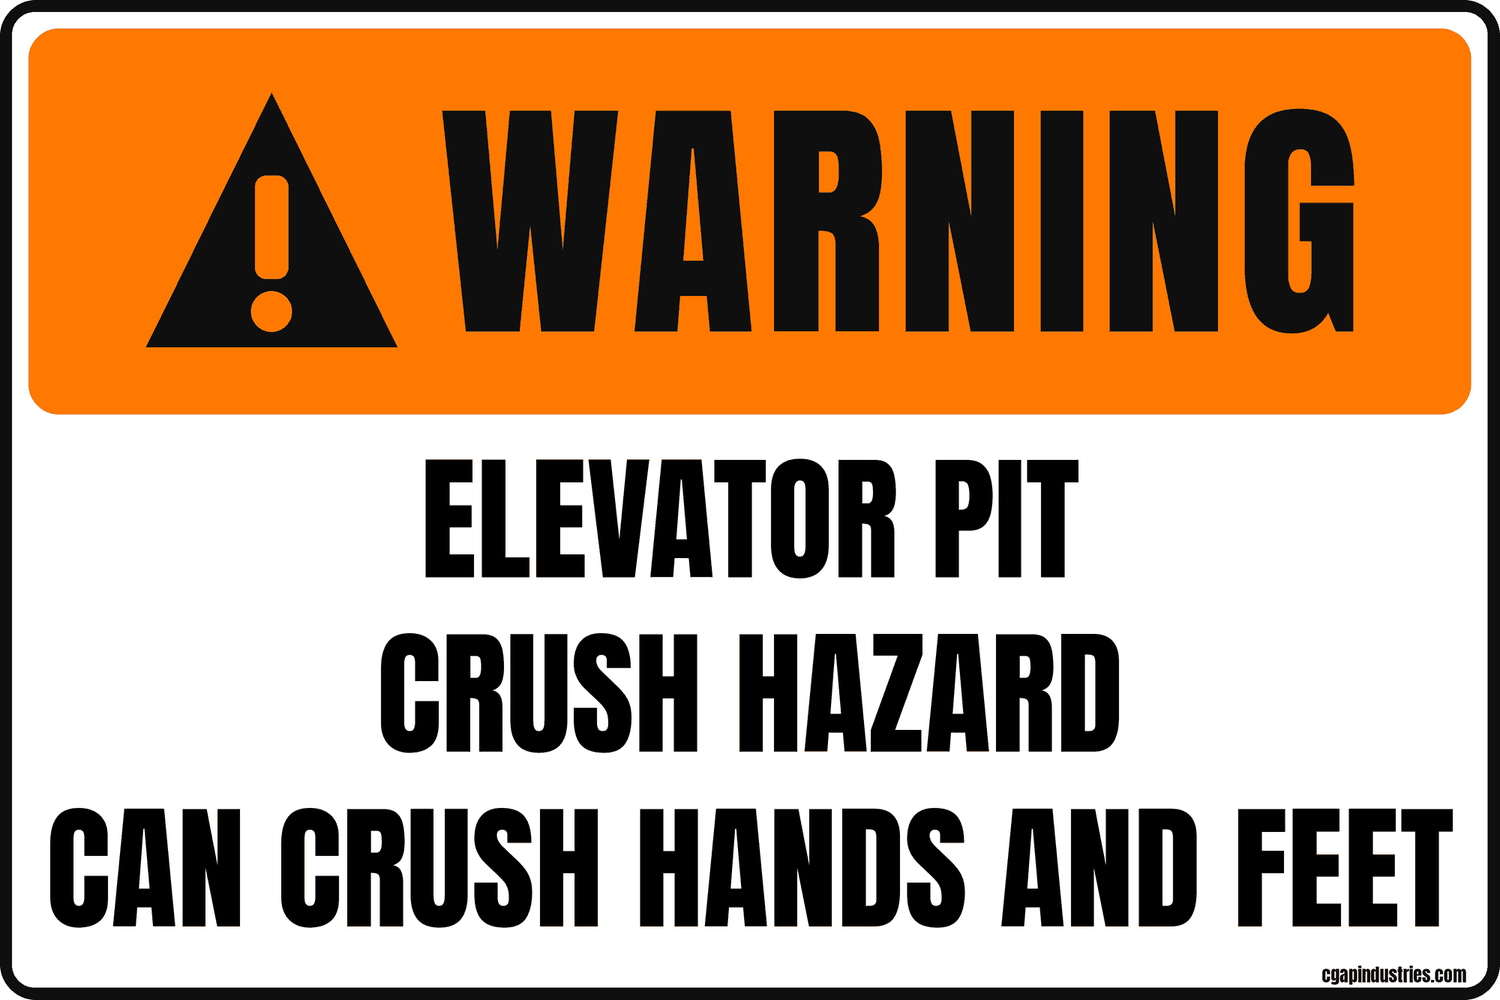 WARNING
ELEVATOR PIT
CRUSH HAZARD
CAN CRUSH HANDS AND FEET
cgapindustries.com